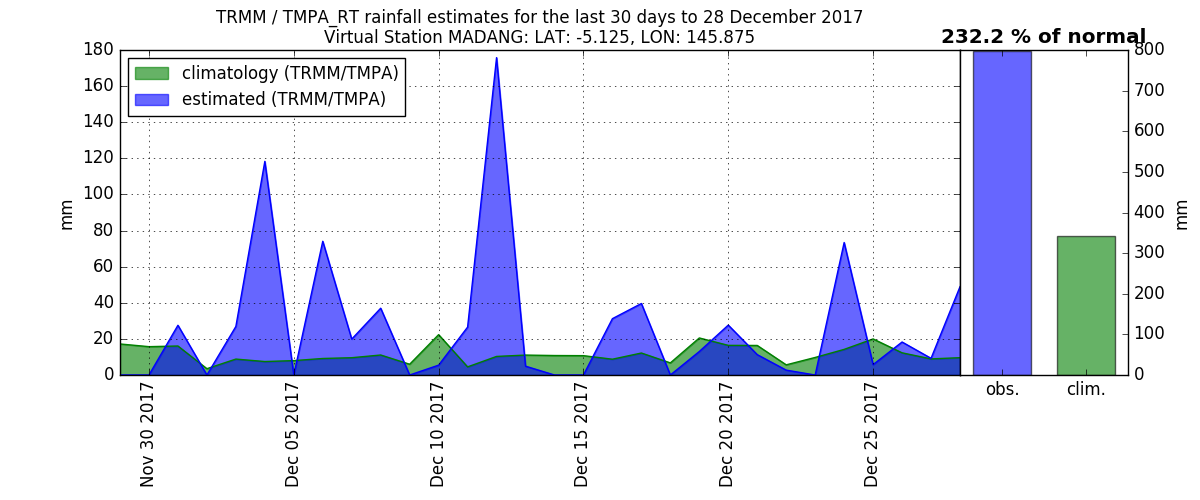 TRMM / TMPA_RT rainfall estimates for the last 30 days to 28 December 2017
Virtual Station MADANG: LAT: -5.125, LON: 145.875
232.2 % of normal
climatology (TRMM/TMPA)
estimated (TRMM/TMPA)
180
160
140
120
100
80
60
40
20
0
mm
Nov 30 2017
Dec 05 2017
Dec 10 2017
Dec 15 2017
Dec 20 2017
Dec 25 2017
800
700
600
500
400
300
200
100
0
mm
obs.
clim.